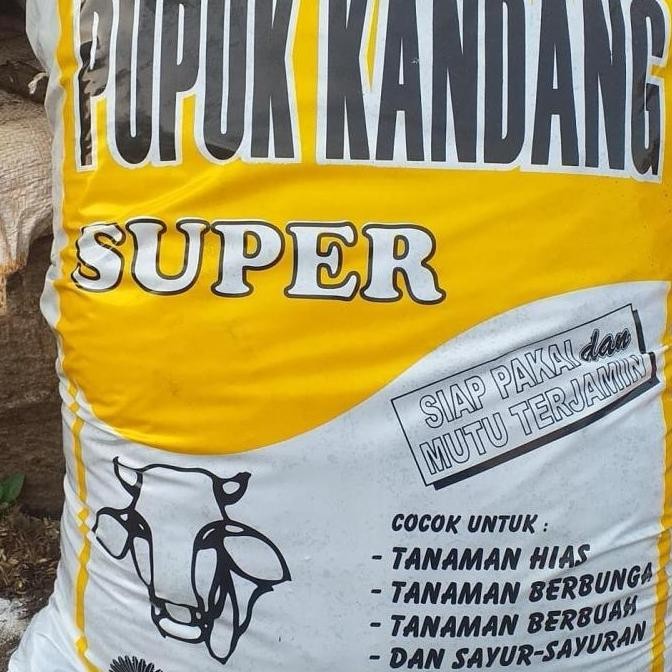 PUPUK KANDANG
SUPER
SIAP PAKAI dan
MUTU TERJAMIN
COCOK UNTUK :
- TANAMAN HIAS
- TANAMAN BERBUNGA
- TANAMAN BERBUAH
- DAN SAYUR-SAYURAN